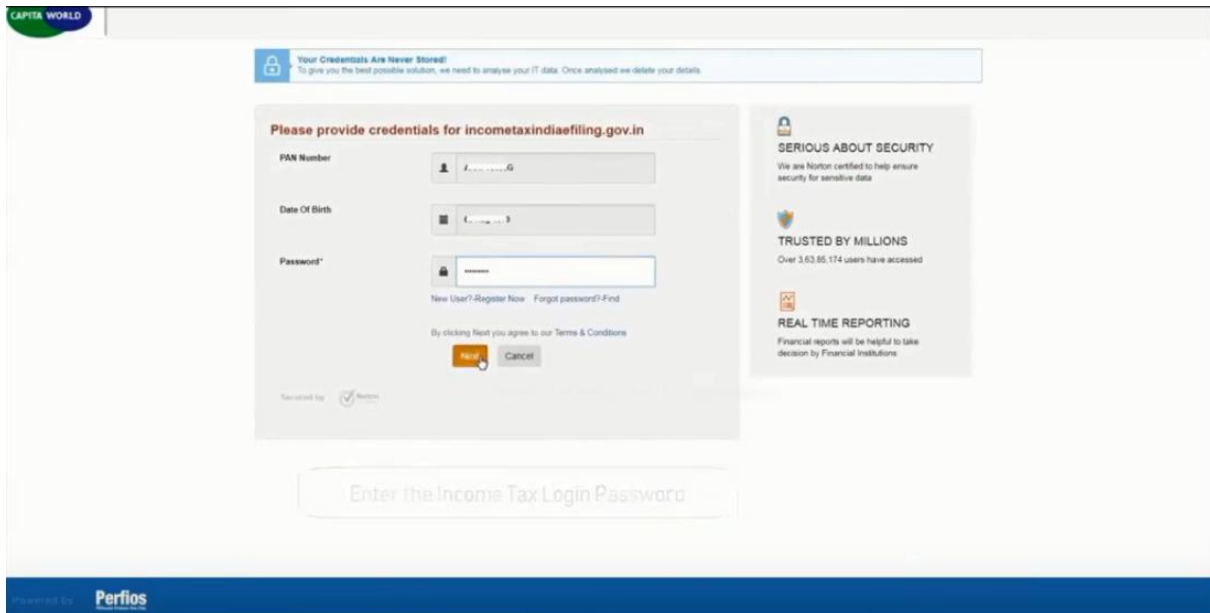 CAPITA WORLD
Your Credentials Are Never Stored!
To give you the best possible solution, we need to analyse your IT data. Once analysed we delete your details.
Please provide credentials for incometaxindiaefiling.gov.in
PAN Number
G
Date Of Birth
Password*
New User?-Register Now Forgot password?-Find
By clicking Next you agree to our Terms & Conditions
Next Cancel
Secured by Norton
SERIOUS ABOUT SECURITY
We are Norton certified to help ensure
security for sensitive data
TRUSTED BY MILLIONS
Over 3,63,85,174 users have accessed
REAL TIME REPORTING
Financial reports will be helpful to take
decision by Financial Institutions
Enter the Income Tax Login Password
Powered by Perfios